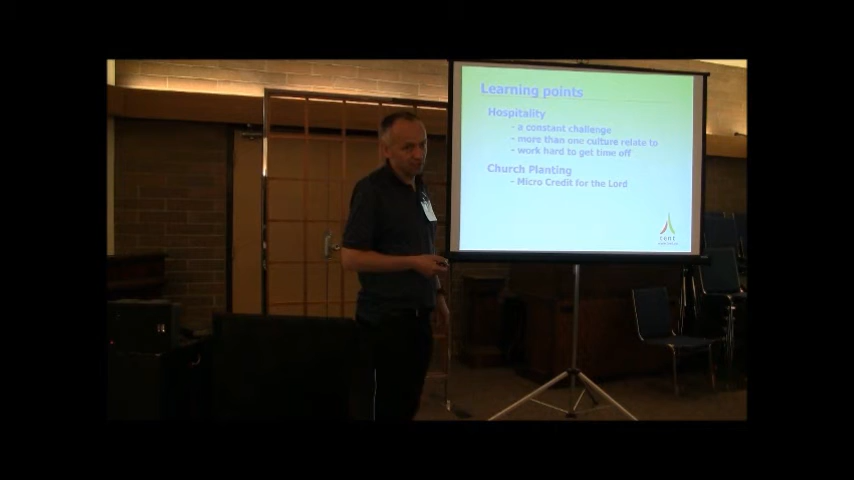 Learning points
Hospitality
- a constant challenge
- more than one culture relate to
- work hard to get time off
Church Planting
- Micro Credit for the Lord
tent